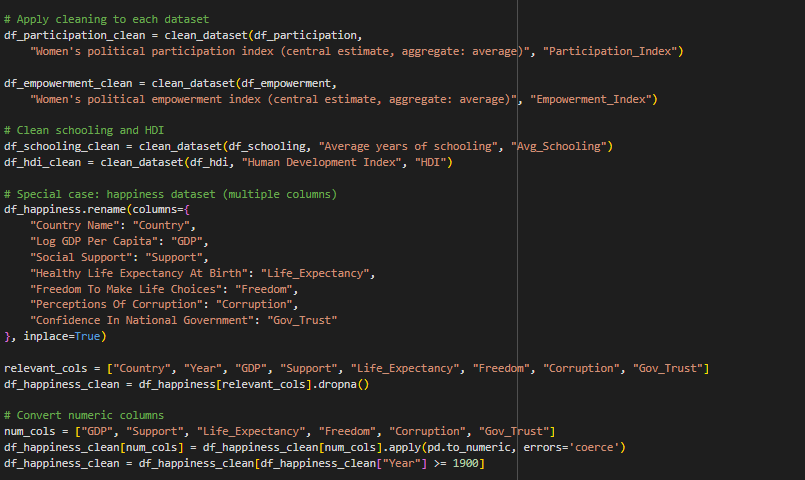 # Apply cleaning to each dataset
df_participation_clean = clean_dataset(df_participation,
    "Women's political participation index (central estimate, aggregate: average)", "Participation_Index")
df_empowerment_clean = clean_dataset(df_empowerment,
    "Women's political empowerment index (central estimate, aggregate: average)", "Empowerment_Index")
# Clean schooling and HDI
df_schooling_clean = clean_dataset(df_schooling, "Average years of schooling", "Avg_Schooling")
df_hdi_clean = clean_dataset(df_hdi, "Human Development Index", "HDI")
# Special case: happiness dataset (multiple columns)
df_happiness.rename(columns={
    "Country Name": "Country",
    "Log GDP Per Capita": "GDP",
    "Social Support": "Support",
    "Healthy Life Expectancy At Birth": "Life_Expectancy",
    "Freedom To Make Life Choices": "Freedom",
    "Perceptions Of Corruption": "Corruption",
    "Confidence In National Government": "Gov_Trust"
}, inplace=True)
relevant_cols = ["Country", "Year", "GDP", "Support", "Life_Expectancy", "Freedom", "Corruption", "Gov_Trust"]
df_happiness_clean = df_happiness[relevant_cols].dropna()
# Convert numeric columns
num_cols = ["GDP", "Support", "Life_Expectancy", "Freedom", "Corruption", "Gov_Trust"]
df_happiness_clean[num_cols] = df_happiness_clean[num_cols].apply(pd.to_numeric, errors='coerce')
df_happiness_clean = df_happiness_clean[df_happiness_clean["Year"] >= 1900]